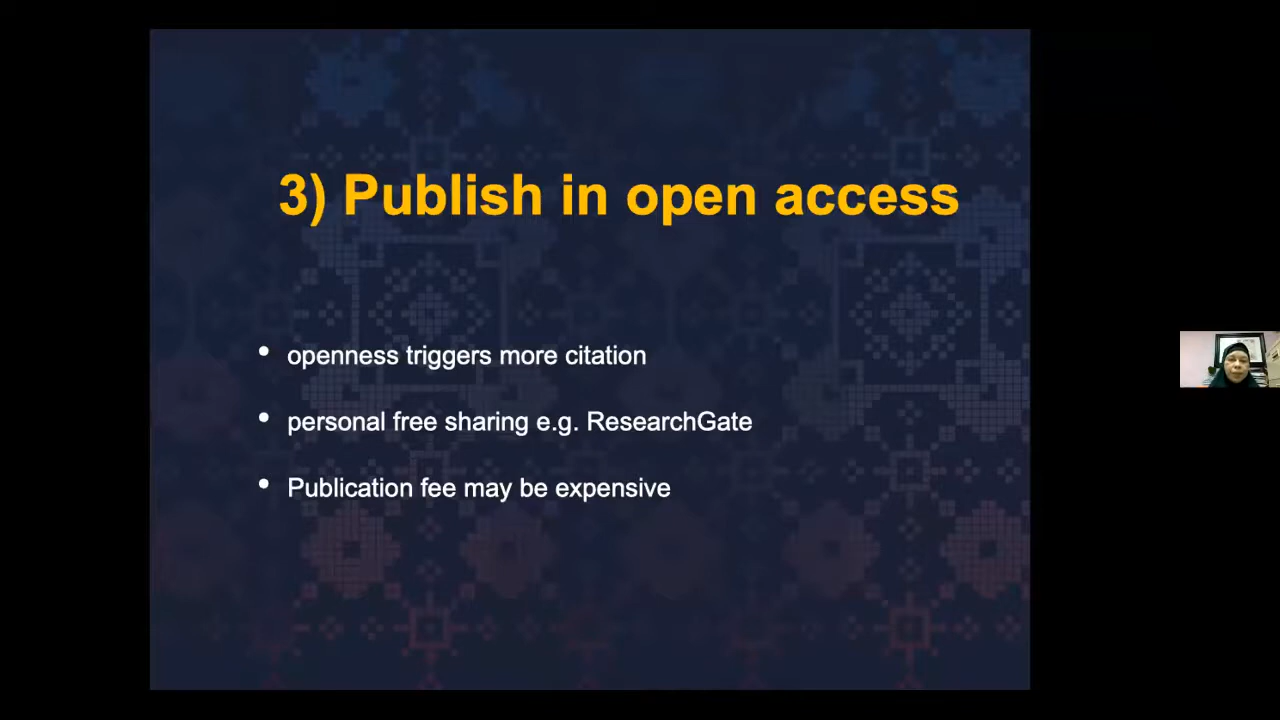 3) Publish in open access
• openness triggers more citation
• personal free sharing e.g. ResearchGate
• Publication fee may be expensive